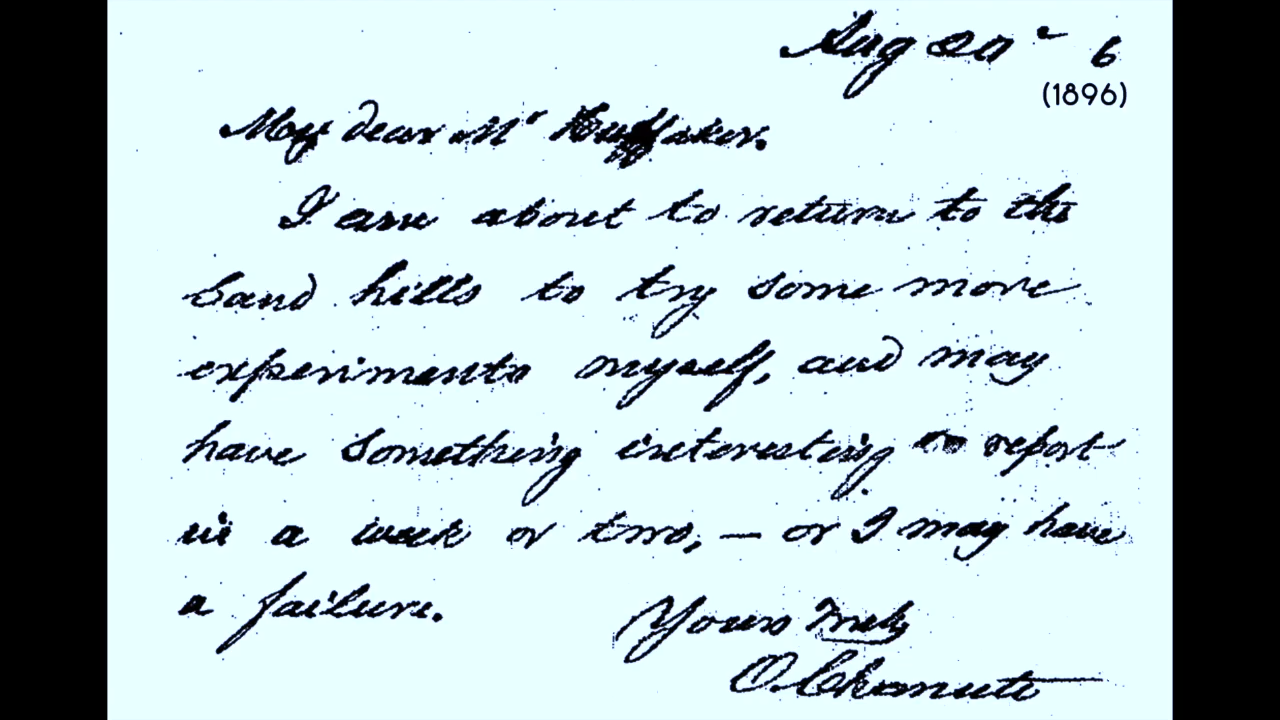 Aug 20" 6
(1896)
My dear Mr Huffaker.
I am about to return to the
sand hills to try some more
experiments myself, and may
have something interesting to report
in a week or two, — or I may have
a failure.
Yours Truly
O. Chanute